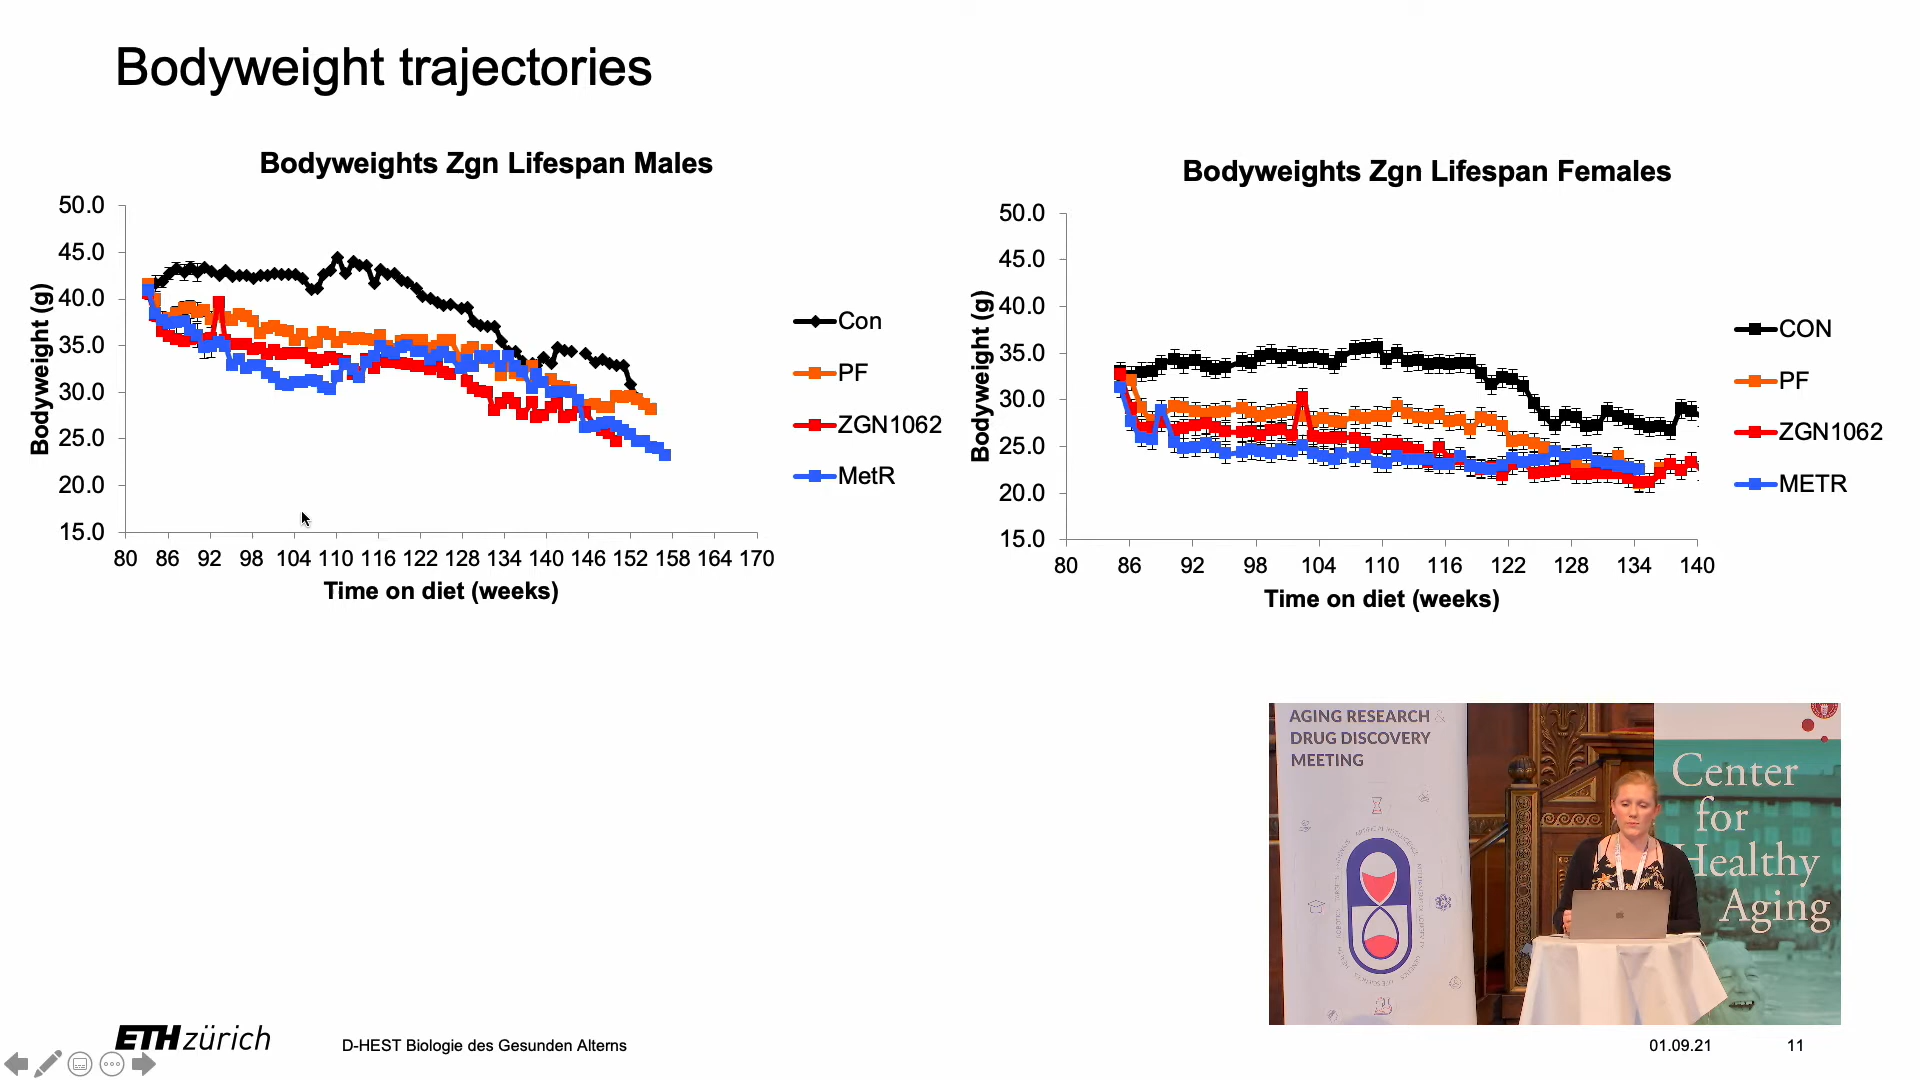 Bodyweight trajectories
Bodyweights Zgn Lifespan Males
50.0
45.0
40.0
35.0
30.0
25.0
20.0
15.0
Bodyweight (g)
80 86 92 98 104 110 116 122 128 134 140 146 152 158 164 170
Time on diet (weeks)
Con
PF
ZGN1062
MetR
Bodyweights Zgn Lifespan Females
50.0
45.0
40.0
35.0
30.0
25.0
20.0
15.0
Bodyweight (g)
80 86 92 98 104 110 116 122 128 134 140
Time on diet (weeks)
CON
PF
ZGN1062
METR
AGING RESEARCH &
DRUG DISCOVERY
MEETING
Center
for
Healthy
Aging
ETH zürich
D-HEST Biologie des Gesunden Alterns
01.09.21
11